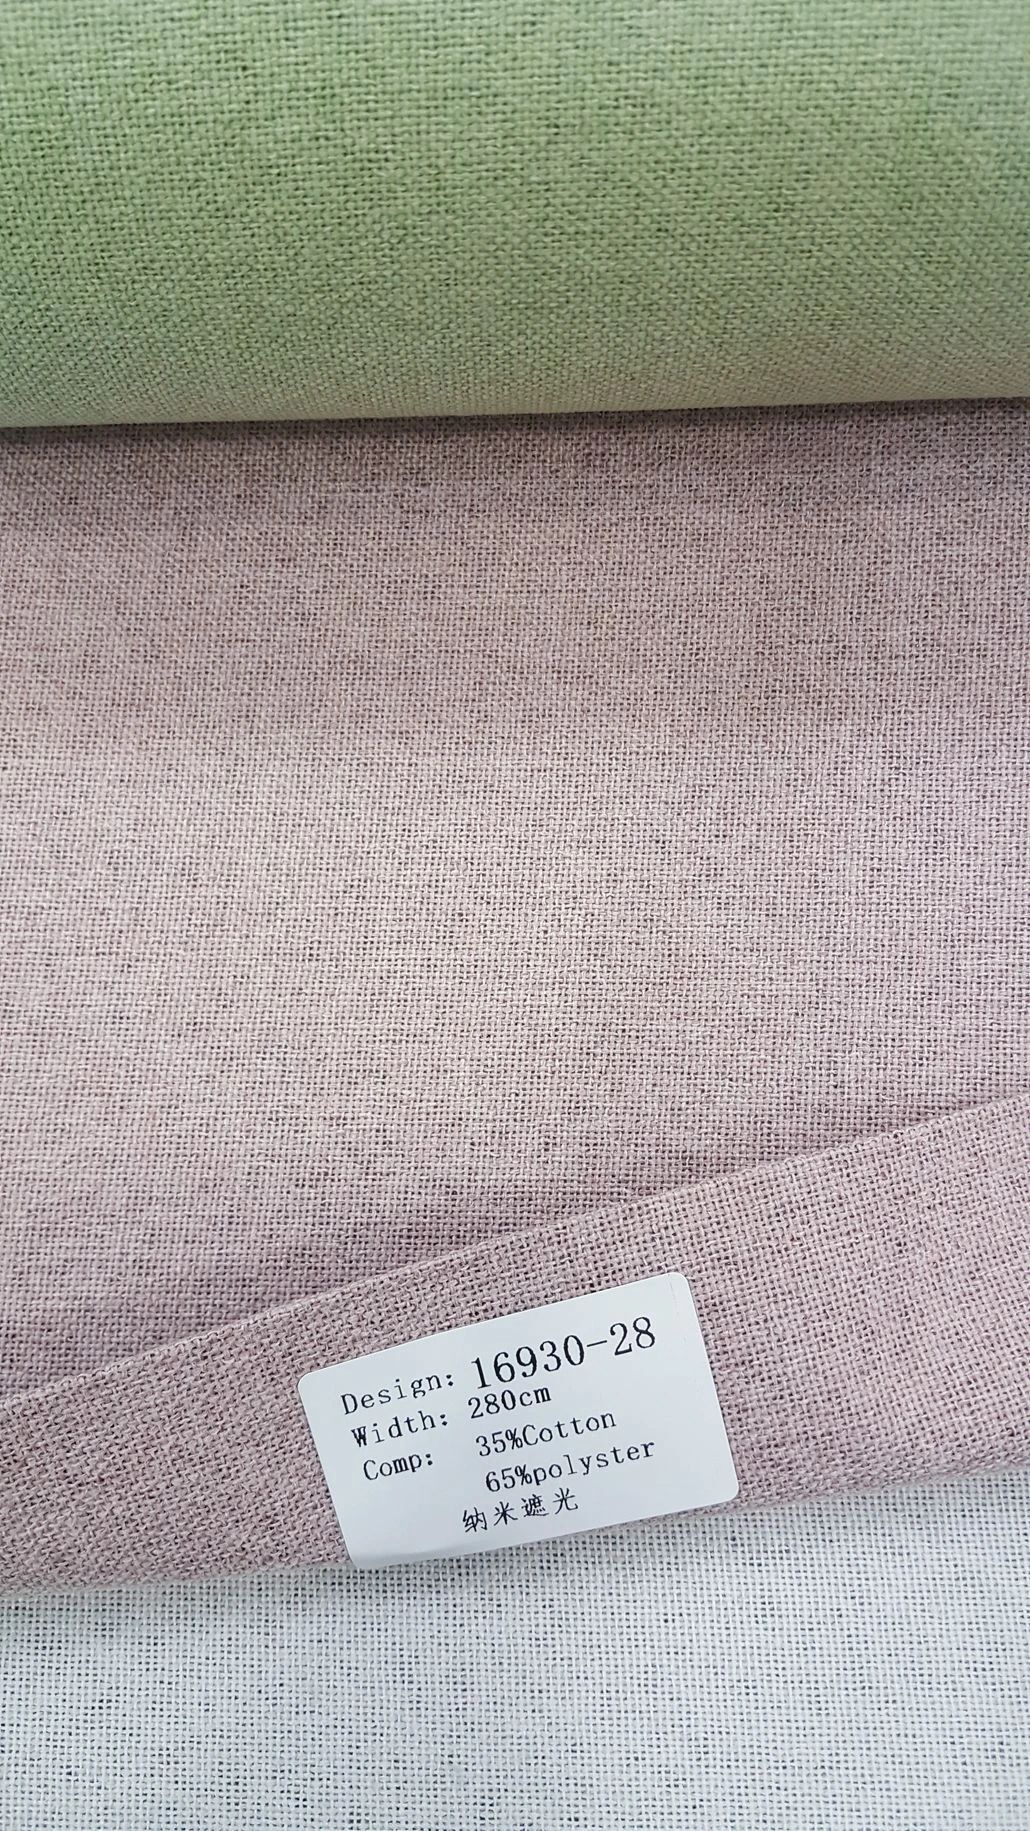 Design: 16930-28
Width: 280cm
Comp: 35%Cotton
65%polyster
纳米遮光